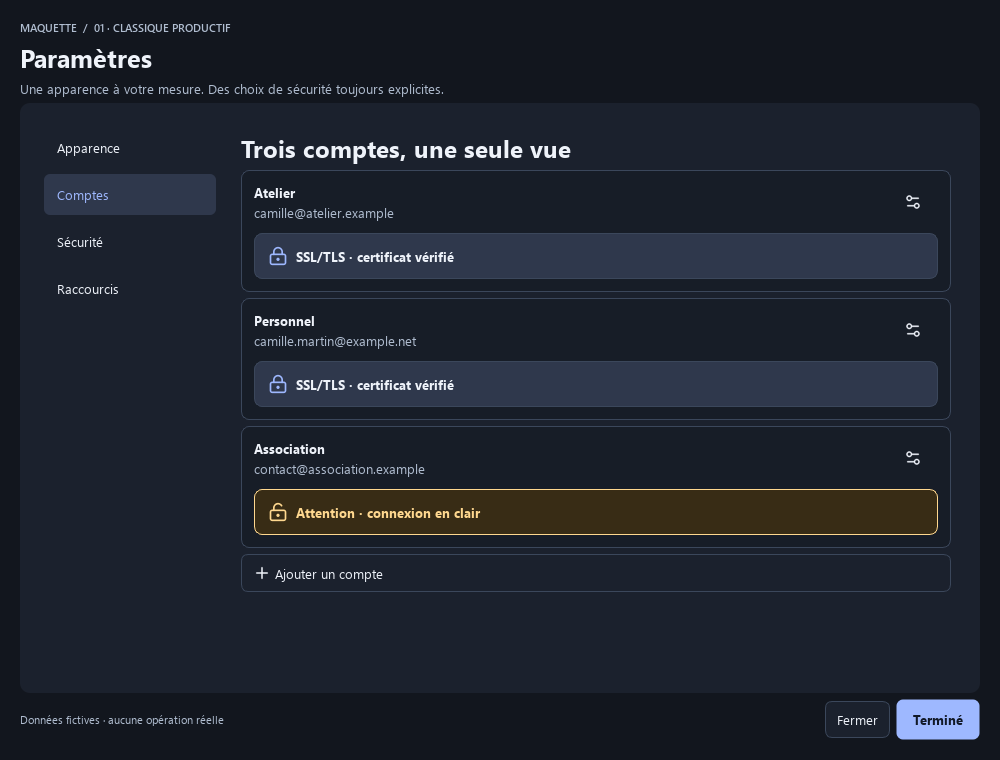 MAQUETTE / 01 · CLASSIQUE PRODUCTIF
Paramètres
Une apparence à votre mesure. Des choix de sécurité toujours explicites.
Apparence
Comptes
Sécurité
Raccourcis
Trois comptes, une seule vue
Atelier
camille@atelier.example
SSL/TLS · certificat vérifié
Personnel
camille.martin@example.net
SSL/TLS · certificat vérifié
Association
contact@association.example
Attention · connexion en clair
Ajouter un compte
Données fictives · aucune opération réelle
Fermer
Terminé